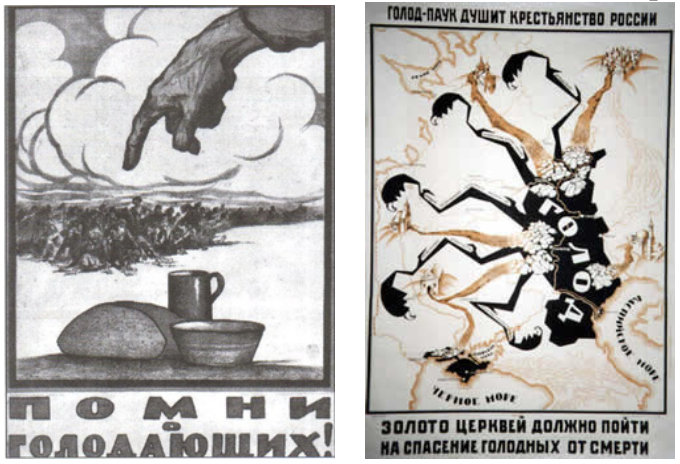 ПОМНИ
О
ГОЛОДАЮЩИХ!
ГОЛОД-ПАУК ДУШИТ КРЕСТЬЯНСТВО РОССИИ
ГОЛОД
КАСПИЙСКОЕ МОРЕ
ЧЕРНОЕ МОРЕ
ЗОЛОТО ЦЕРКВЕЙ ДОЛЖНО ПОЙТИ
НА СПАСЕНИЕ ГОЛОДНЫХ ОТ СМЕРТИ